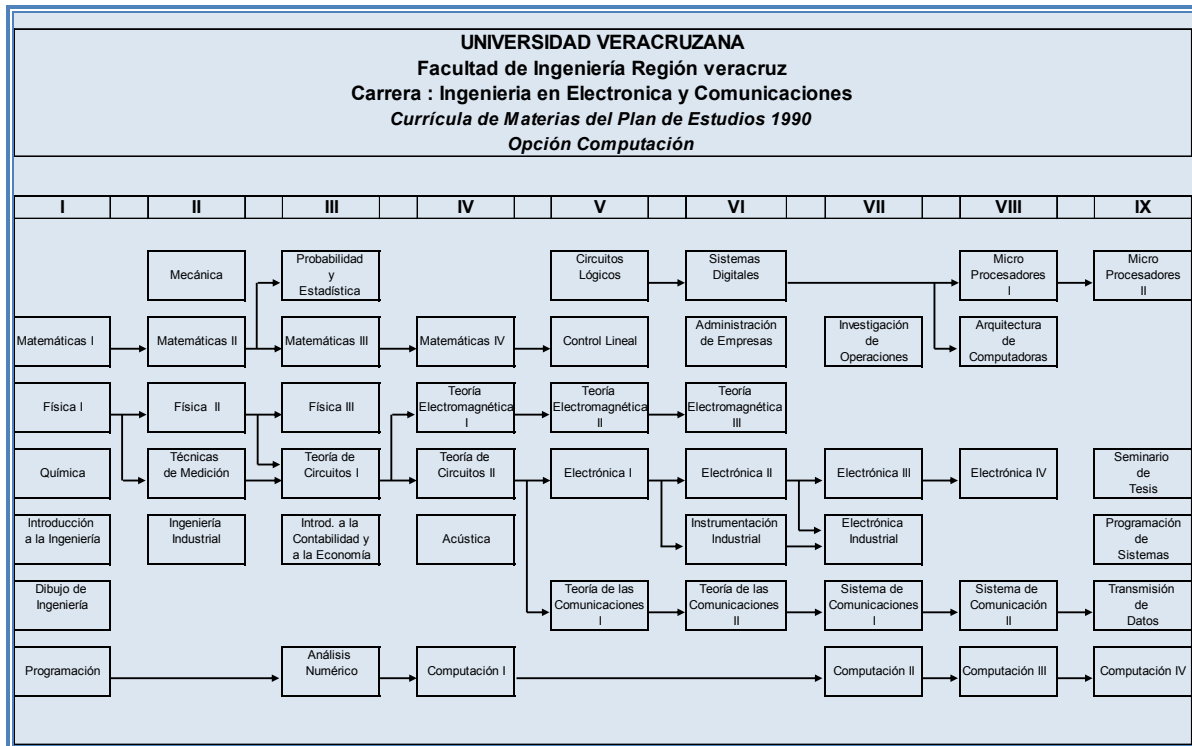 UNIVERSIDAD VERACRUZANA
Facultad de Ingeniería Región veracruz
Carrera : Ingenieria en Electronica y Comunicaciones
Currícula de Materias del Plan de Estudios 1990
Opción Computación
I II III IV V VI VII VIII IX
Mecánica
Probabilidad
y
Estadística
Circuitos
Lógicos
Sistemas
Digitales
Micro
Procesadores
I
Micro
Procesadores
II
Matemáticas I
Matemáticas II
Matemáticas III
Matemáticas IV
Control Lineal
Administración
de Empresas
Investigación
de
Operaciones
Arquitectura
de
Computadoras
Física I
Física II
Física III
Teoría
Electromagnética
I
Teoría
Electromagnética
II
Teoría
Electromagnética
III
Química
Técnicas
de Medición
Teoría de
Circuitos I
Teoría de
Circuitos II
Electrónica I
Electrónica II
Electrónica III
Electrónica IV
Seminario
de
Tesis
Introducción
a la Ingeniería
Ingeniería
Industrial
Introd. a la
Contabilidad y
a la Economía
Acústica
Instrumentación
Industrial
Electrónica
Industrial
Programación
de
Sistemas
Dibujo de
Ingeniería
Teoría de las
Comunicaciones
I
Teoría de las
Comunicaciones
II
Sistema de
Comunicaciones
I
Sistema de
Comunicación
II
Transmisión
de
Datos
Programación
Análisis
Numérico
Computación I
Computación II
Computación III
Computación IV